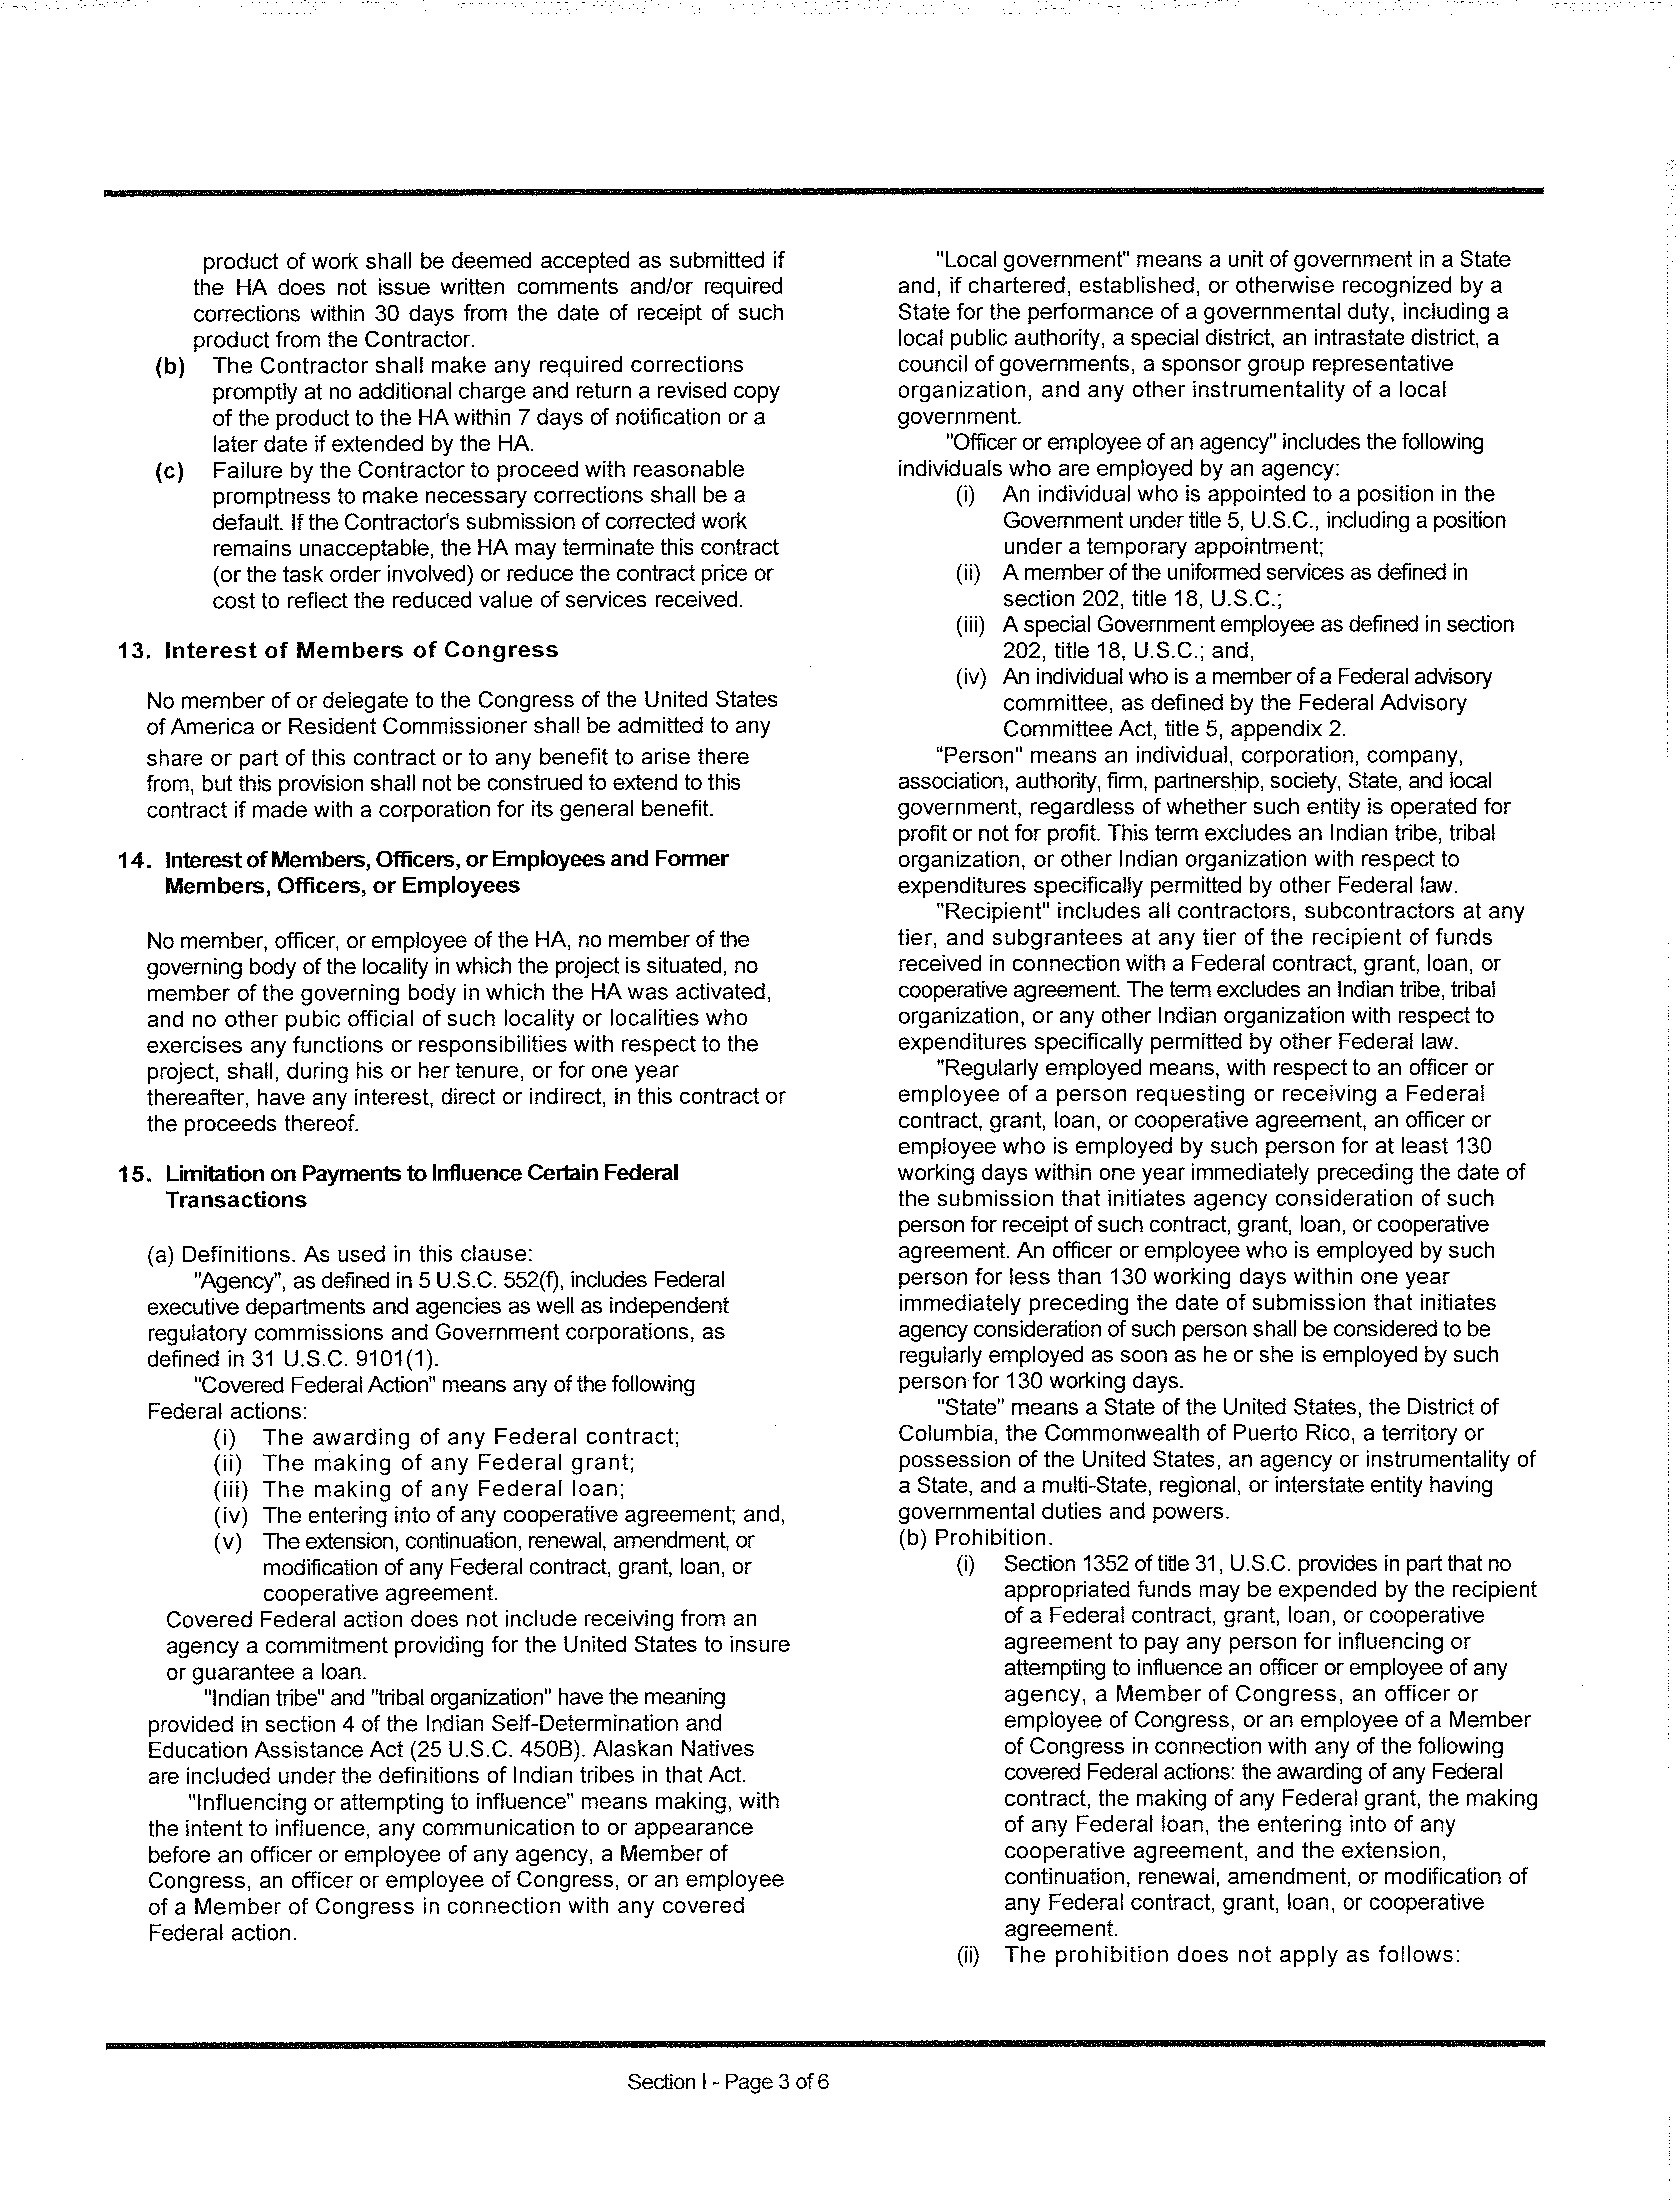 product of work shall be deemed accepted as submitted if
the HA does not issue written comments and/or required
corrections within 30 days from the date of receipt of such
product from the Contractor.
(b) The Contractor shall make any required corrections
promptly at no additional charge and return a revised copy
of the product to the HA within 7 days of notification or a
later date if extended by the HA.
(c) Failure by the Contractor to proceed with reasonable
promptness to make necessary corrections shall be a
default. If the Contractor's submission of corrected work
remains unacceptable, the HA may terminate this contract
(or the task order involved) or reduce the contract price or
cost to reflect the reduced value of services received.
13. Interest of Members of Congress
No member of or delegate to the Congress of the United States
of America or Resident Commissioner shall be admitted to any
share or part of this contract or to any benefit to arise there
from, but this provision shall not be construed to extend to this
contract if made with a corporation for its general benefit.
14. Interest of Members, Officers, or Employees and Former
Members, Officers, or Employees
No member, officer, or employee of the HA, no member of the
governing body of the locality in which the project is situated, no
member of the governing body in which the HA was activated,
and no other pubic official of such locality or localities who
exercises any functions or responsibilities with respect to the
project, shall, during his or her tenure, or for one year
thereafter, have any interest, direct or indirect, in this contract or
the proceeds thereof.
15. Limitation on Payments to Influence Certain Federal
Transactions
(a) Definitions. As used in this clause:
"Agency", as defined in 5 U.S.C. 552(f), includes Federal
executive departments and agencies as well as independent
regulatory commissions and Government corporations, as
defined in 31 U.S.C. 9101(1).
"Covered Federal Action" means any of the following
Federal actions:
(i) The awarding of any Federal contract;
(ii) The making of any Federal grant;
(iii) The making of any Federal loan;
(iv) The entering into of any cooperative agreement; and,
(v) The extension, continuation, renewal, amendment, or
modification of any Federal contract, grant, loan, or
cooperative agreement.
Covered Federal action does not include receiving from an
agency a commitment providing for the United States to insure
or guarantee a loan.
"Indian tribe" and "tribal organization" have the meaning
provided in section 4 of the Indian Self-Determination and
Education Assistance Act (25 U.S.C. 450B). Alaskan Natives
are included under the definitions of Indian tribes in that Act.
"Influencing or attempting to influence" means making, with
the intent to influence, any communication to or appearance
before an officer or employee of any agency, a Member of
Congress, an officer or employee of Congress, or an employee
of a Member of Congress in connection with any covered
Federal action.
"Local government" means a unit of government in a State
and, if chartered, established, or otherwise recognized by a
State for the performance of a governmental duty, including a
local public authority, a special district, an intrastate district, a
council of governments, a sponsor group representative
organization, and any other instrumentality of a local
government.
"Officer or employee of an agency" includes the following
individuals who are employed by an agency:
(i) An individual who is appointed to a position in the
Government under title 5, U.S.C., including a position
under a temporary appointment;
(ii) A member of the uniformed services as defined in
section 202, title 18, U.S.C.;
(iii) A special Government employee as defined in section
202, title 18, U.S.C.; and,
(iv) An individual who is a member of a Federal advisory
committee, as defined by the Federal Advisory
Committee Act, title 5, appendix 2.
"Person" means an individual, corporation, company,
association, authority, firm, partnership, society, State, and local
government, regardless of whether such entity is operated for
profit or not for profit. This term excludes an Indian tribe, tribal
organization, or other Indian organization with respect to
expenditures specifically permitted by other Federal law.
"Recipient" includes all contractors, subcontractors at any
tier, and subgrantees at any tier of the recipient of funds
received in connection with a Federal contract, grant, loan, or
cooperative agreement. The term excludes an Indian tribe, tribal
organization, or any other Indian organization with respect to
expenditures specifically permitted by other Federal law.
"Regularly employed means, with respect to an officer or
employee of a person requesting or receiving a Federal
contract, grant, loan, or cooperative agreement, an officer or
employee who is employed by such person for at least 130
working days within one year immediately preceding the date of
the submission that initiates agency consideration of such
person for receipt of such contract, grant, loan, or cooperative
agreement. An officer or employee who is employed by such
person for less than 130 working days within one year
immediately preceding the date of submission that initiates
agency consideration of such person shall be considered to be
regularly employed as soon as he or she is employed by such
person for 130 working days.
"State" means a State of the United States, the District of
Columbia, the Commonwealth of Puerto Rico, a territory or
possession of the United States, an agency or instrumentality of
a State, and a multi-State, regional, or interstate entity having
governmental duties and powers.
(b) Prohibition.
(i) Section 1352 of title 31, U.S.C. provides in part that no
appropriated funds may be expended by the recipient
of a Federal contract, grant, loan, or cooperative
agreement to pay any person for influencing or
attempting to influence an officer or employee of any
agency, a Member of Congress, an officer or
employee of Congress, or an employee of a Member
of Congress in connection with any of the following
covered Federal actions: the awarding of any Federal
contract, the making of any Federal grant, the making
of any Federal loan, the entering into of any
cooperative agreement, and the extension,
continuation, renewal, amendment, or modification of
any Federal contract, grant, loan, or cooperative
agreement.
(ii) The prohibition does not apply as follows:
Section I - Page 3 of 6